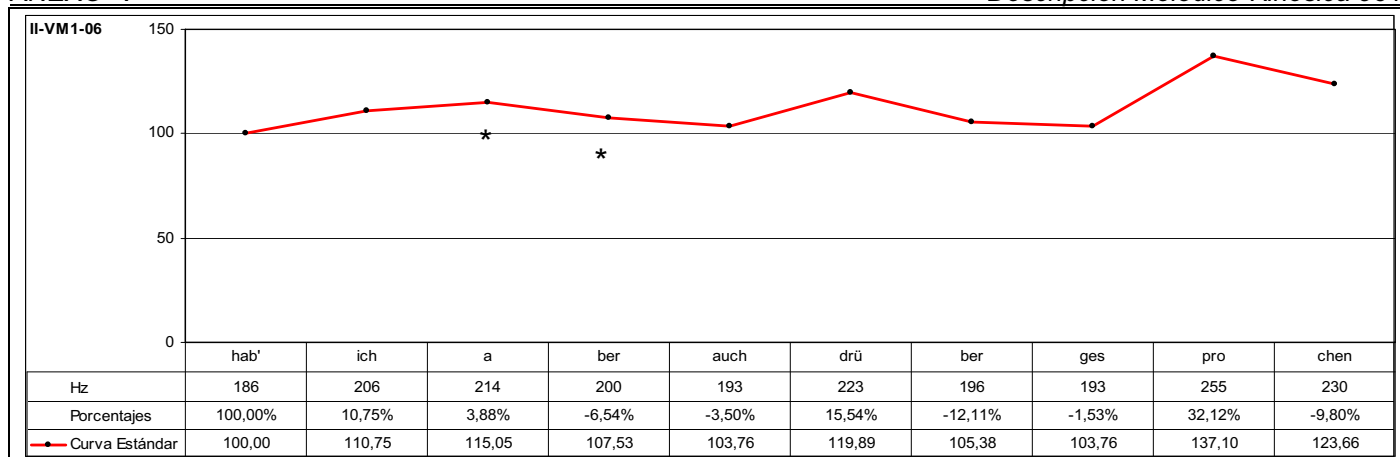 II-VM1-06
150
100
50
0
* *
hab' ich a ber auch drü ber ges pro chen
Hz 186 206 214 200 193 223 196 193 255 230
Porcentajes 100,00% 10,75% 3,88% -6,54% -3,50% 15,54% -12,11% -1,53% 32,12% -9,80%
Curva Estándar 100,00 110,75 115,05 107,53 103,76 119,89 105,38 103,76 137,10 123,66